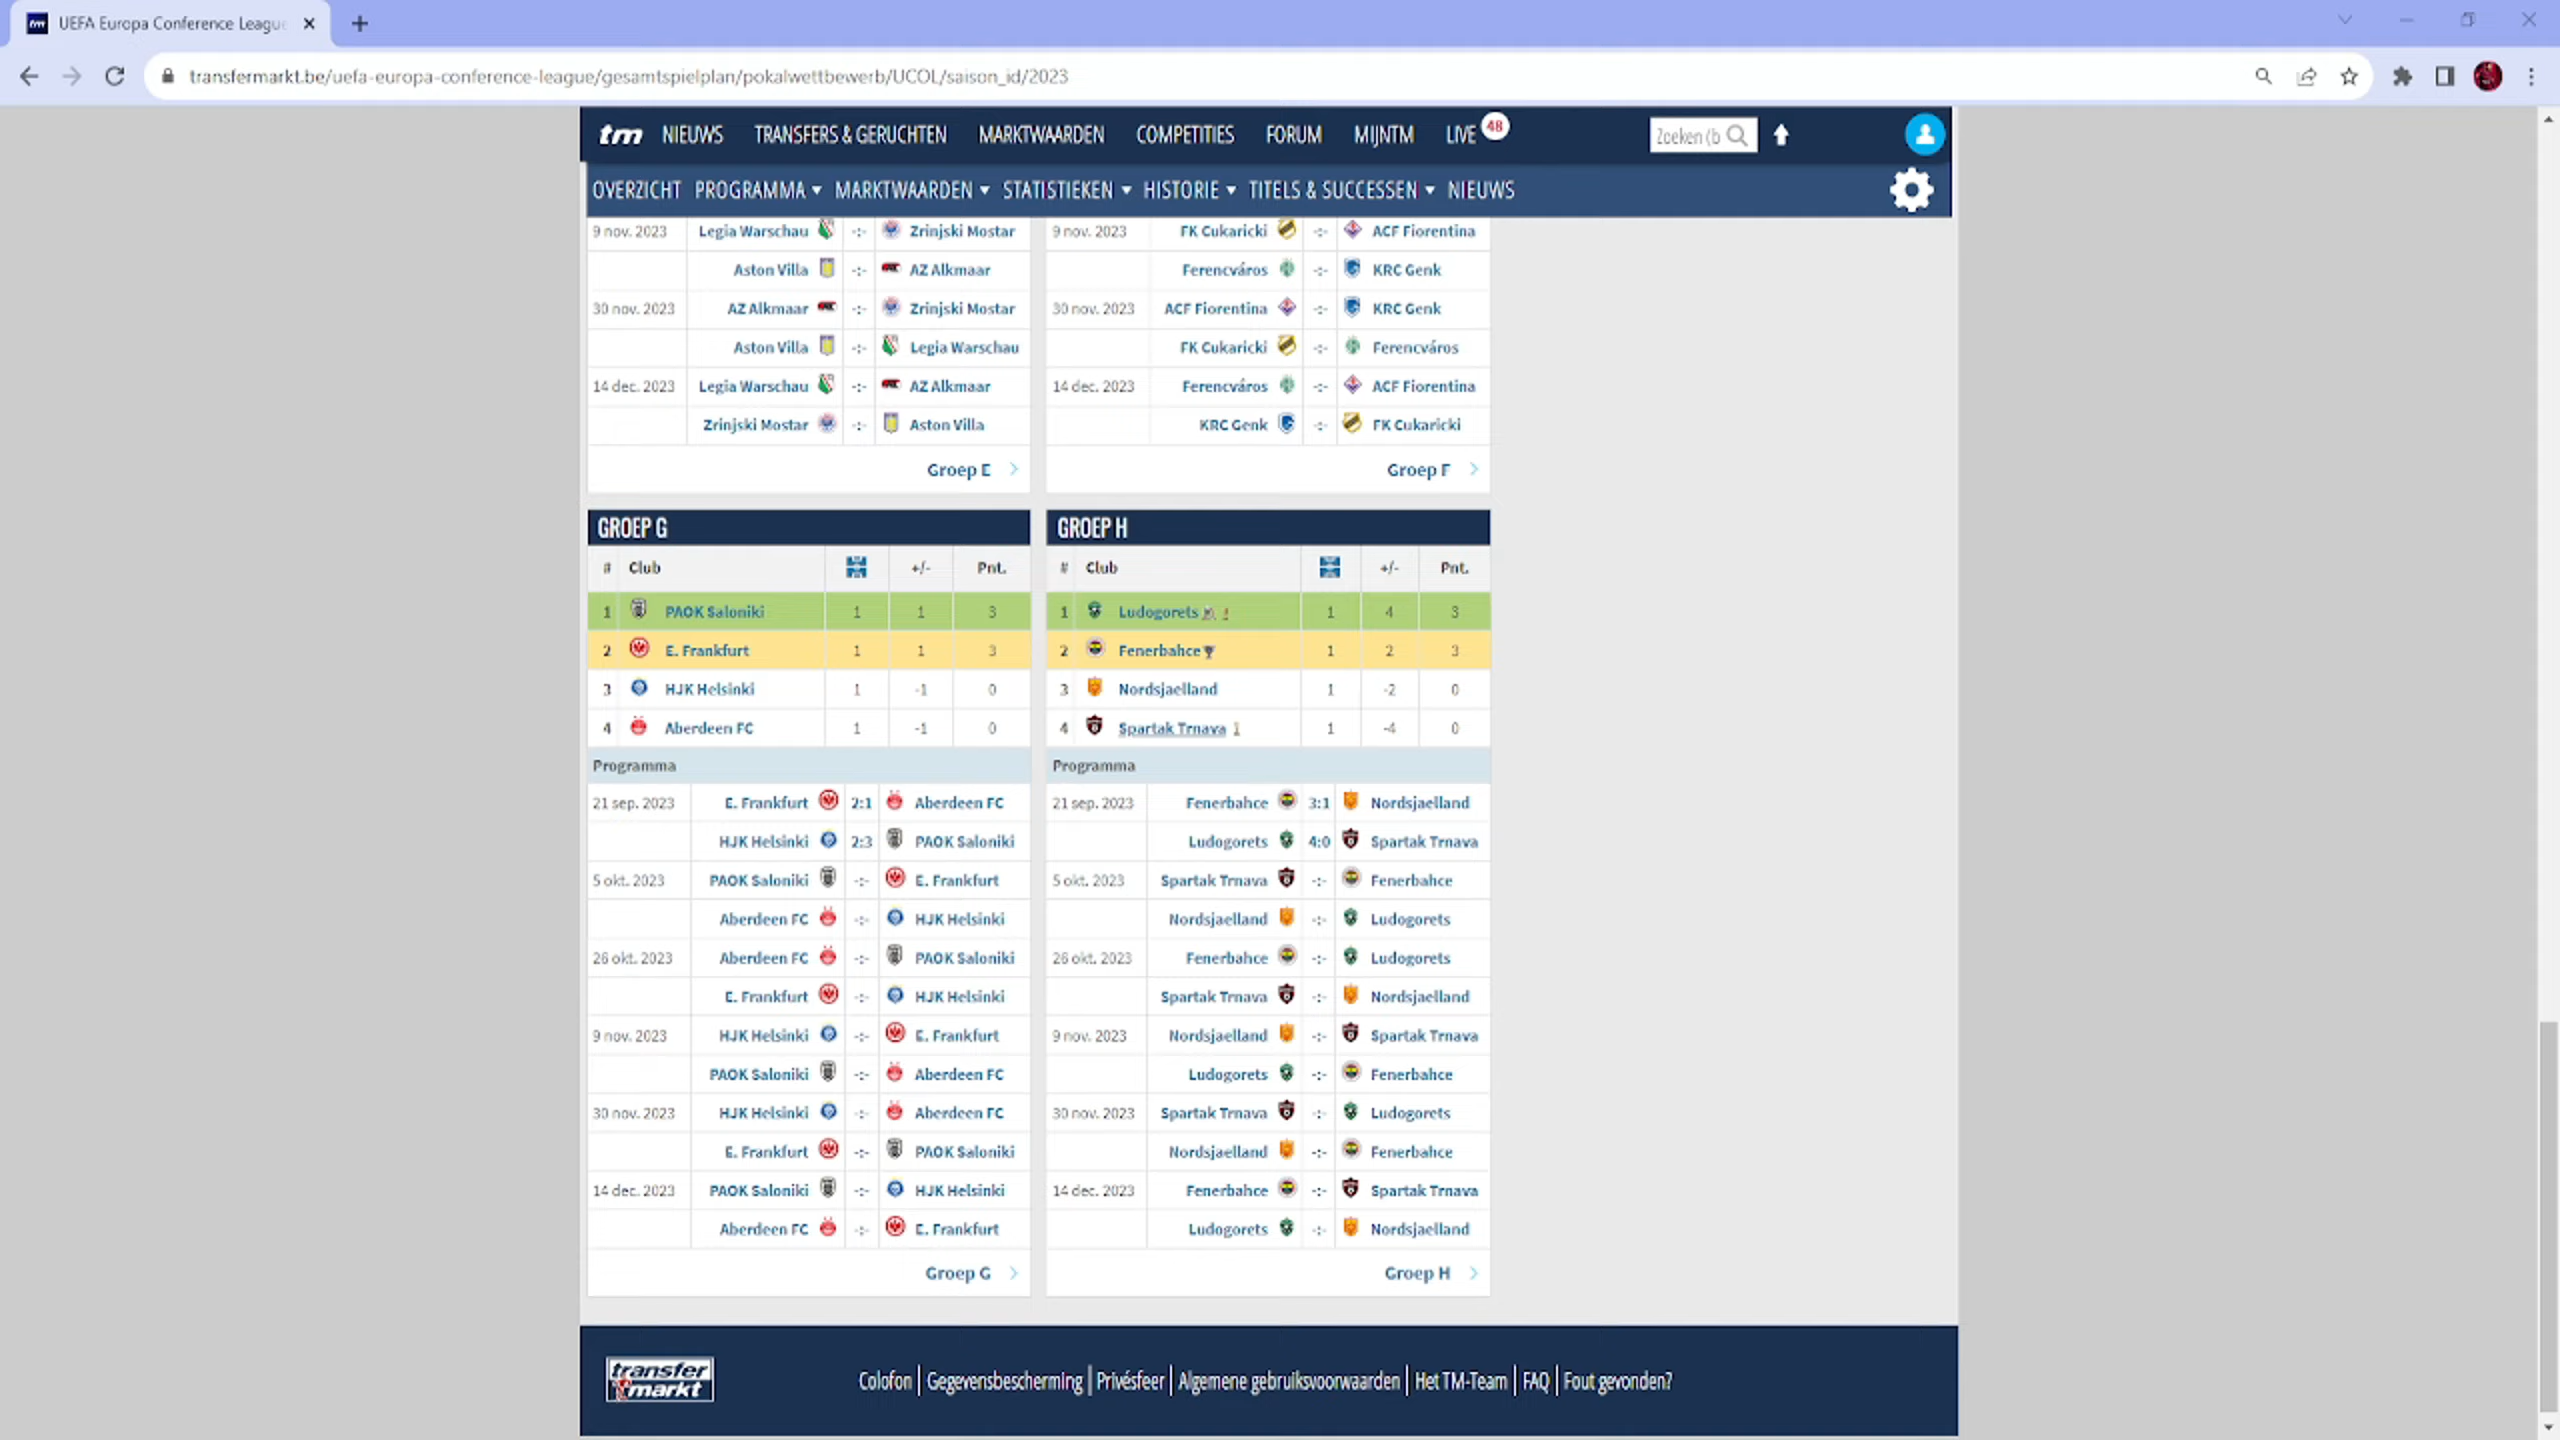 UEFA Europa Conference League
transfermarkt.be/uefa-europa-conference-league/gesamtspielplan/pokalwettbewerb/UCOL/saison_id/2023
tm NIEUWS TRANSFERS & GERUCHTEN MARKTWAARDEN COMPETITIES FORUM MIJNTM LIVE 48 Zoeken (b
OVERZICHT PROGRAMMA MARKTWAARDEN STATISTIEKEN HISTORIE TITELS & SUCCESSEN NIEUWS
9 nov. 2023 Legia Warschau -:- Zrinjski Mostar
Aston Villa -:- AZ Alkmaar
30 nov. 2023 AZ Alkmaar -:- Zrinjski Mostar
Aston Villa -:- Legia Warschau
14 dec. 2023 Legia Warschau -:- AZ Alkmaar
Zrinjski Mostar -:- Aston Villa
Groep E
9 nov. 2023 FK Cukaricki -:- ACF Fiorentina
Ferencváros -:- KRC Genk
30 nov. 2023 ACF Fiorentina -:- KRC Genk
FK Cukaricki -:- Ferencváros
14 dec. 2023 Ferencváros -:- ACF Fiorentina
KRC Genk -:- FK Cukaricki
Groep F
GROEP G
# Club +/- Pnt.
1 PAOK Saloniki 1 1 3
2 E. Frankfurt 1 1 3
3 HJK Helsinki 1 -1 0
4 Aberdeen FC 1 -1 0
Programma
21 sep. 2023 E. Frankfurt 2:1 Aberdeen FC
HJK Helsinki 2:3 PAOK Saloniki
5 okt. 2023 PAOK Saloniki -:- E. Frankfurt
Aberdeen FC -:- HJK Helsinki
26 okt. 2023 Aberdeen FC -:- PAOK Saloniki
E. Frankfurt -:- HJK Helsinki
9 nov. 2023 HJK Helsinki -:- E. Frankfurt
PAOK Saloniki -:- Aberdeen FC
30 nov. 2023 HJK Helsinki -:- Aberdeen FC
E. Frankfurt -:- PAOK Saloniki
14 dec. 2023 PAOK Saloniki -:- HJK Helsinki
Aberdeen FC -:- E. Frankfurt
Groep G
GROEP H
# Club +/- Pnt.
1 Ludogorets 1 4 3
2 Fenerbahce 1 2 3
3 Nordsjaelland 1 -2 0
4 Spartak Trnava 1 -4 0
Programma
21 sep. 2023 Fenerbahce 3:1 Nordsjaelland
Ludogorets 4:0 Spartak Trnava
5 okt. 2023 Spartak Trnava -:- Fenerbahce
Nordsjaelland -:- Ludogorets
26 okt. 2023 Fenerbahce -:- Ludogorets
Spartak Trnava -:- Nordsjaelland
9 nov. 2023 Nordsjaelland -:- Spartak Trnava
Ludogorets -:- Fenerbahce
30 nov. 2023 Spartak Trnava -:- Ludogorets
Nordsjaelland -:- Fenerbahce
14 dec. 2023 Fenerbahce -:- Spartak Trnava
Ludogorets -:- Nordsjaelland
Groep H
transfer
markt
Colofon | Gegevensbescherming | Privésfeer | Algemene gebruiksvoorwaarden | Het TM-Team | FAQ | Fout gevonden?